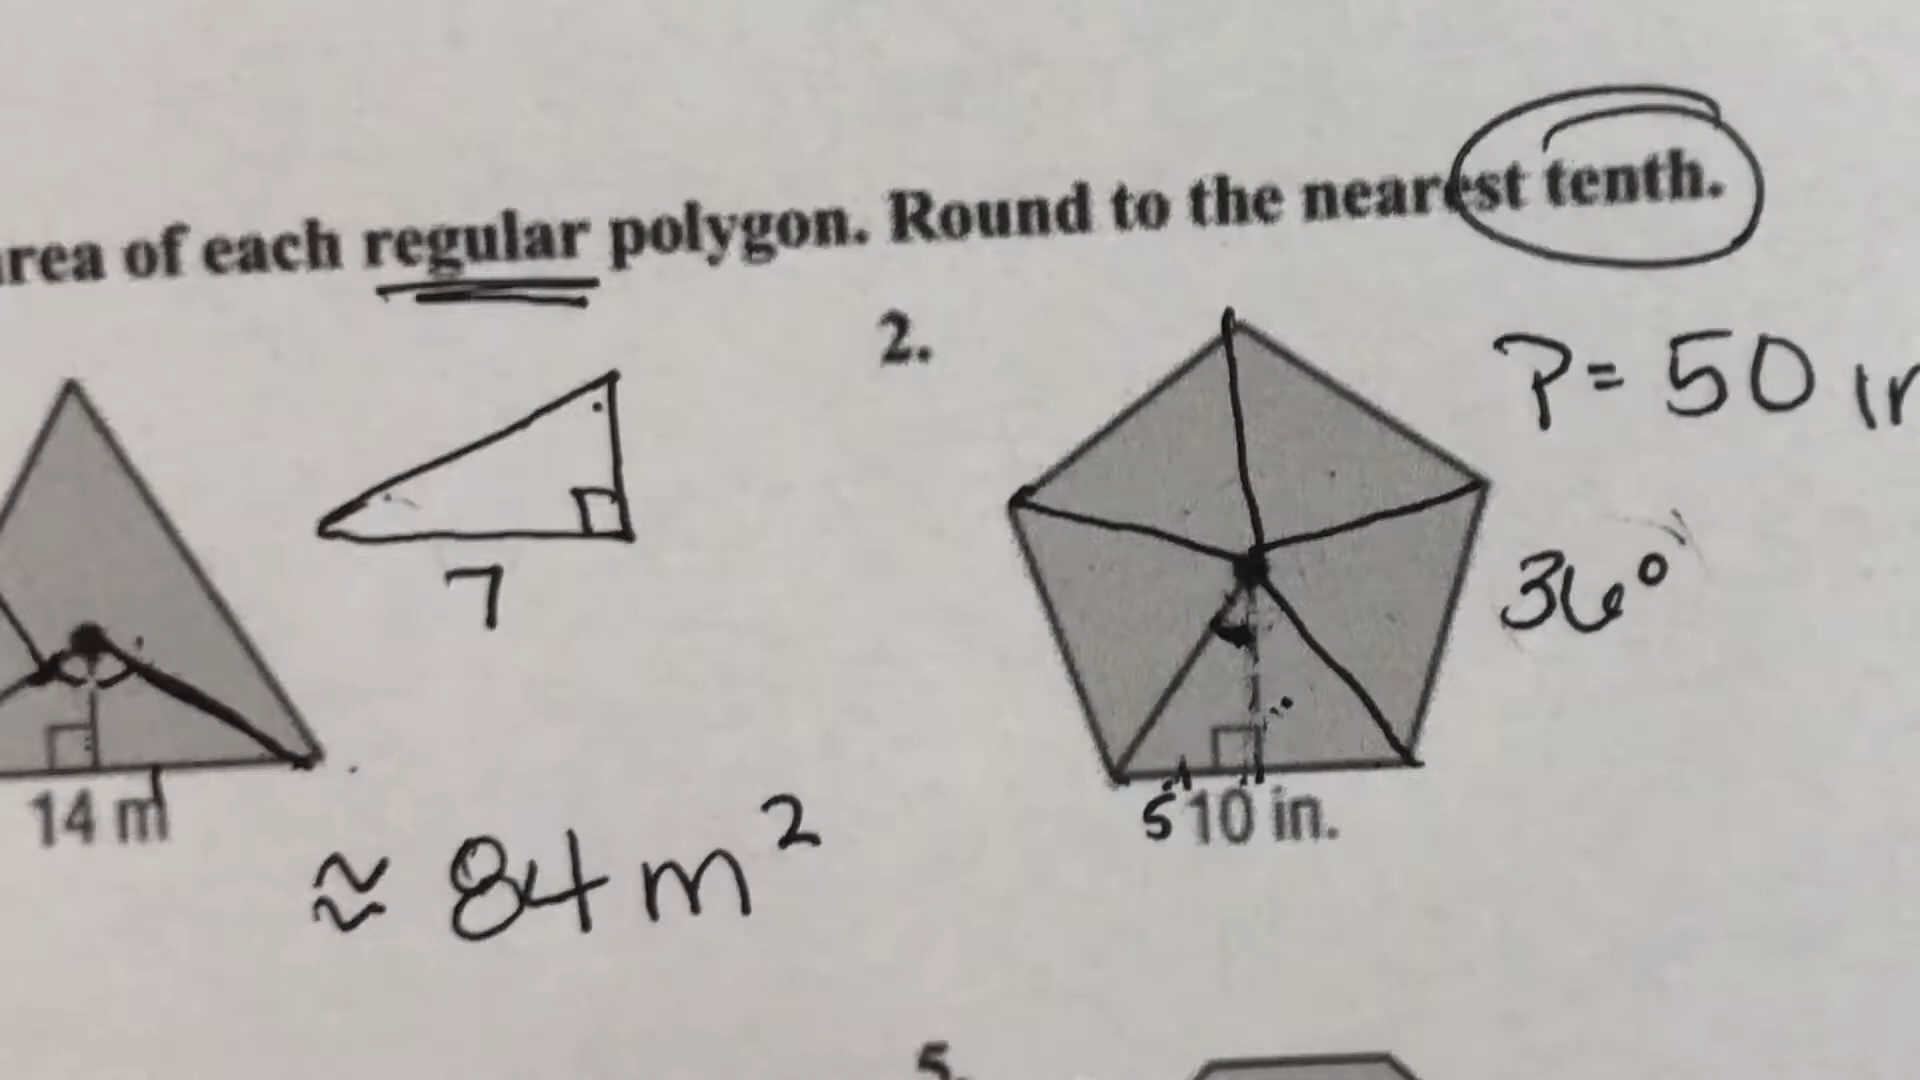 area of each regular polygon. Round to the nearest tenth.
2.
P = 50 in
7
36°
14 m
5 10 in.
≈ 84 m²
5.